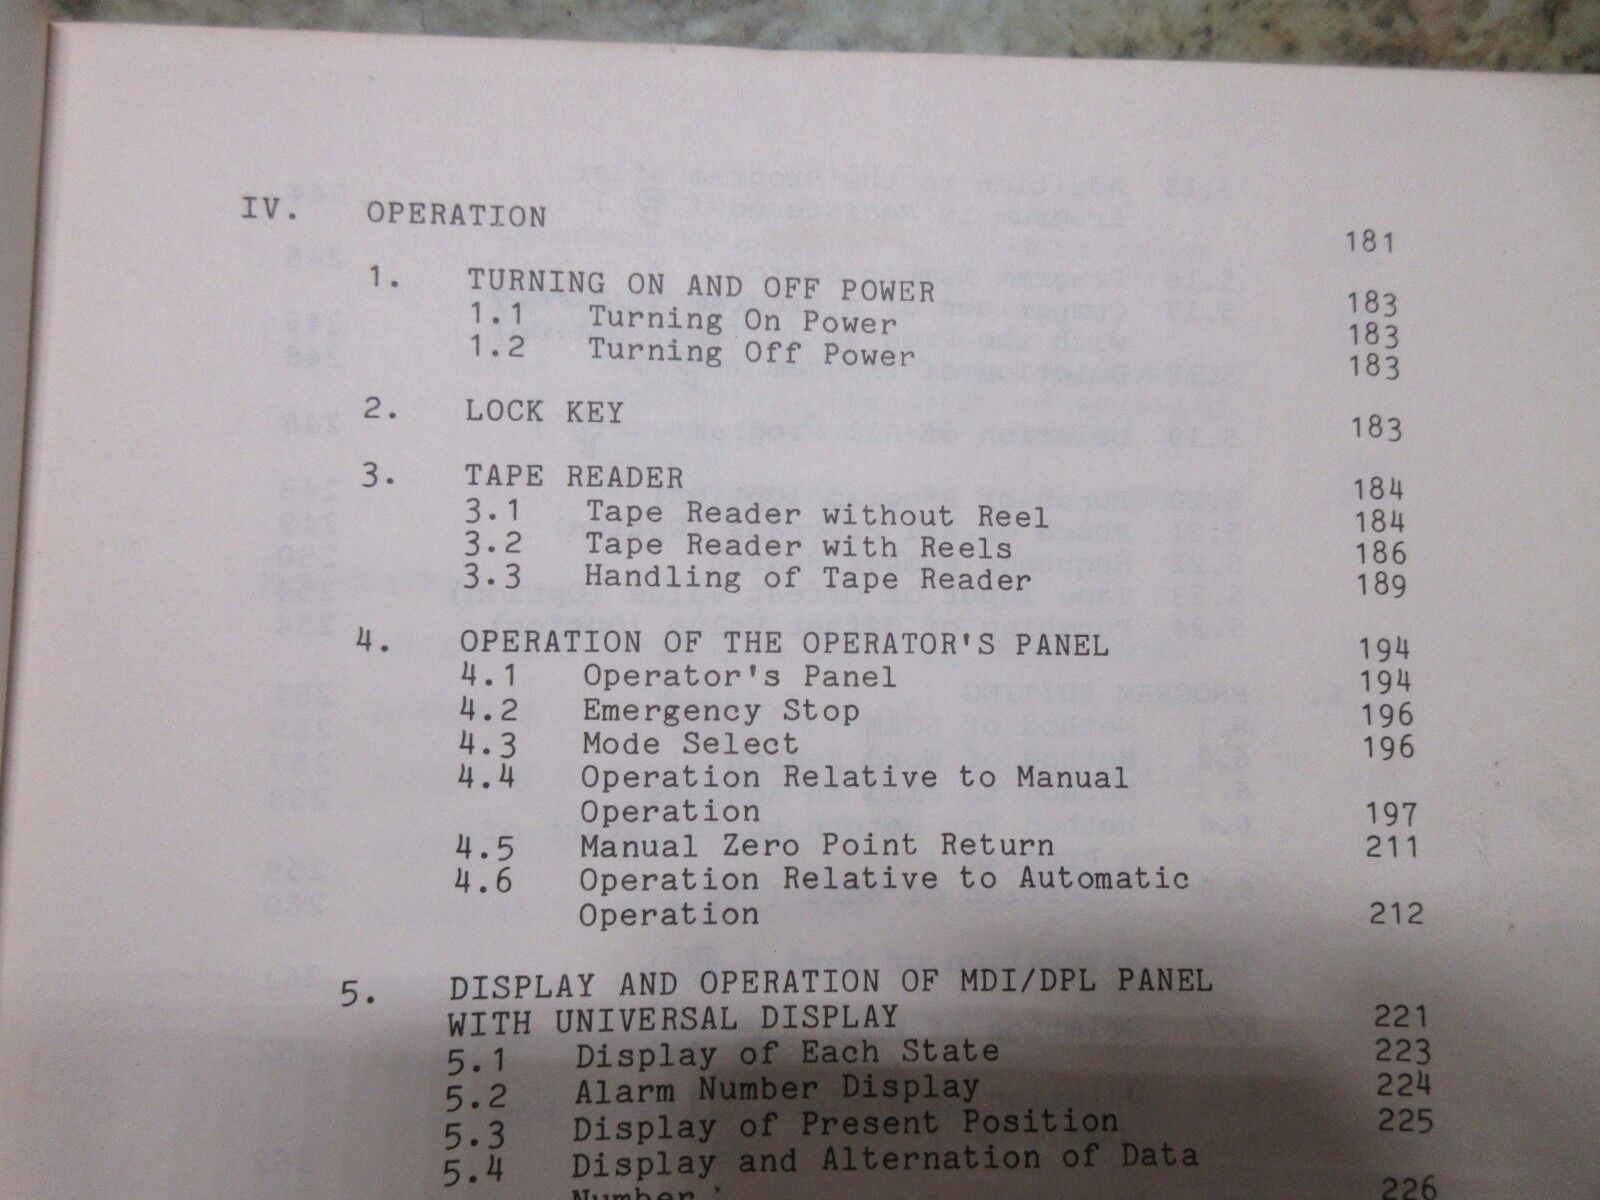 IV. OPERATION 181
1. TURNING ON AND OFF POWER 183
1.1 Turning On Power 183
1.2 Turning Off Power 183
2. LOCK KEY 183
3. TAPE READER 184
3.1 Tape Reader without Reel 184
3.2 Tape Reader with Reels 186
3.3 Handling of Tape Reader 189
4. OPERATION OF THE OPERATOR'S PANEL 194
4.1 Operator's Panel 194
4.2 Emergency Stop 196
4.3 Mode Select 196
4.4 Operation Relative to Manual
Operation 197
4.5 Manual Zero Point Return 211
4.6 Operation Relative to Automatic
Operation 212
5. DISPLAY AND OPERATION OF MDI/DPL PANEL
WITH UNIVERSAL DISPLAY 221
5.1 Display of Each State 223
5.2 Alarm Number Display 224
5.3 Display of Present Position 225
5.4 Display and Alternation of Data
Number 226